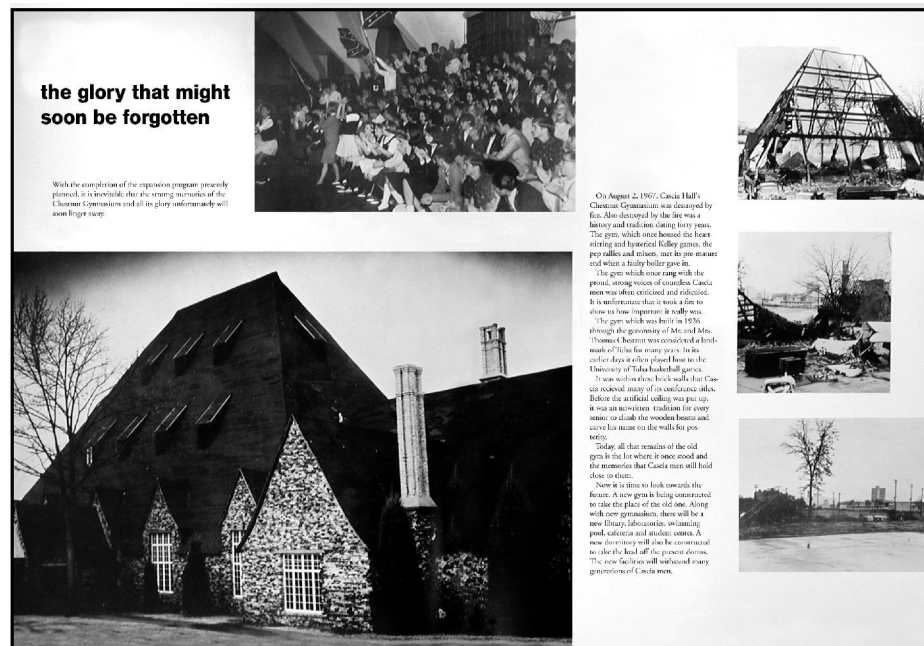 the glory that might
soon be forgotten
With the completion of the expansion program presently
planned, it is inevitable that the strong memories of the
Chestnut Gymnasium and all its glory unfortunately will
soon linger away.
On August 2, 1967, Cascia Hall's
Chestnut Gymnasium was destroyed by
fire. Also destroyed by the fire was a
history and tradition dating forty years.
The gym, which once housed the heart-
stirring and hysterical Kelley games, the
pep rallies and mixers, met its pre-mature
end when a faulty boiler gave in.
The gym which once rang with the
proud, strong voices of countless Cascia
men was often criticized and ridiculed.
It is unfortunate that it took a fire to
show us how important it really was.
The gym which was built in 1926
through the generosity of Mr. and Mrs.
Thomas Chestnut was considered a land-
mark of Tulsa for many years. In its
earlier days it often played host to the
University of Tulsa basketball games.
It was within these brick walls that Cas-
cia recieved many of its conference titles.
Before the artificial ceiling was put up,
it was an unwritten tradition for every
senior to climb the wooden beams and
carve his name on the walls for pos-
terity.
Today, all that remains of the old
gym is the lot where it once stood and
the memories that Cascia men still hold
close to them.
Now it is time to look towards the
future. A new gym is being constructed
to take the place of the old one. Along
with new gymnasium, there will be a
new library, laboratories, swimming
pool, cafeteria and student center. A
new dormitory will also be constructed
to take the load off the present dorms.
The new facilities will withstand many
generations of Cascia men.